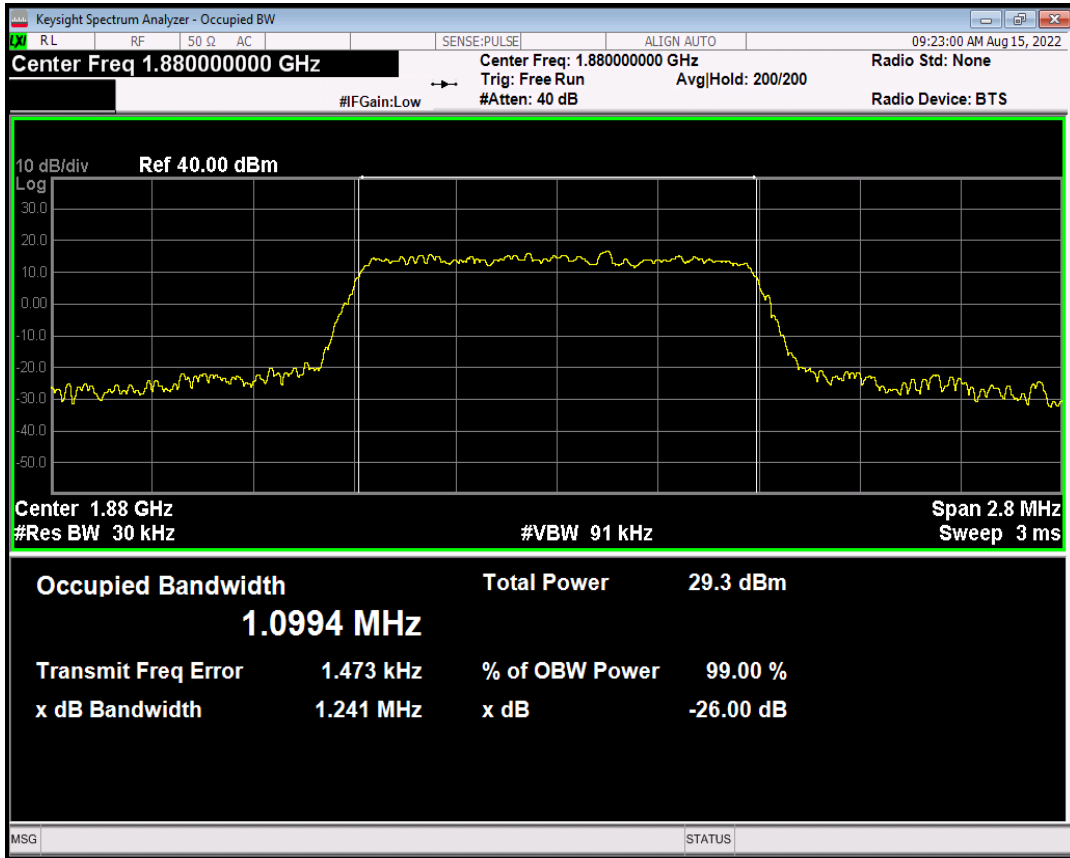 Keysight Spectrum Analyzer - Occupied BW
LXI RL RF 50 Ω AC SENSE:PULSE ALIGN AUTO 09:23:00 AM Aug 15, 2022
Center Freq 1.880000000 GHz Center Freq: 1.880000000 GHz Radio Std: None
Trig: Free Run Avg|Hold: 200/200
#IFGain:Low #Atten: 40 dB Radio Device: BTS
10 dB/div Ref 40.00 dBm
Log
30.0
20.0
10.0
0.00
-10.0
-20.0
-30.0
-40.0
-50.0
Center 1.88 GHz Span 2.8 MHz
#Res BW 30 kHz #VBW 91 kHz Sweep 3 ms
Occupied Bandwidth Total Power 29.3 dBm
1.0994 MHz
Transmit Freq Error 1.473 kHz % of OBW Power 99.00 %
x dB Bandwidth 1.241 MHz x dB -26.00 dB
MSG STATUS